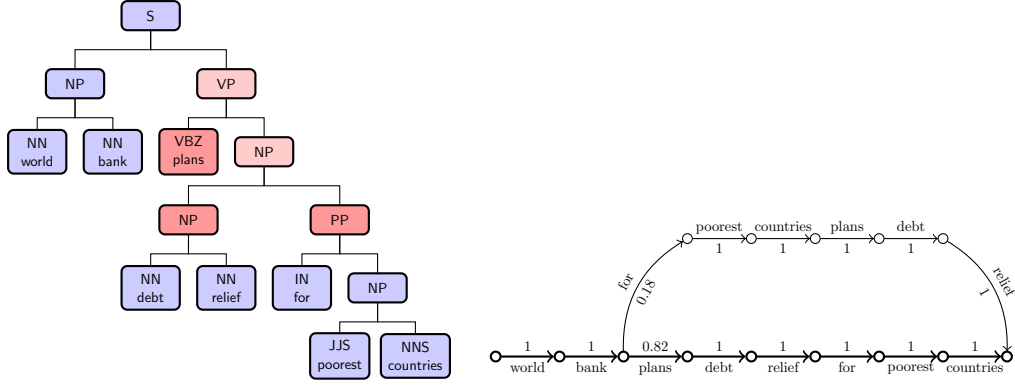 S
NP
VP
NN
world
NN
bank
VBZ
plans
NP
NP
PP
NN
debt
NN
relief
IN
for
NP
JJS
poorest
NNS
countries
poorest
countries
plans
debt
1
1
1
1
for
0.18
relief
1
1
1
0.82
1
1
1
1
1
world
bank
plans
debt
relief
for
poorest
countries